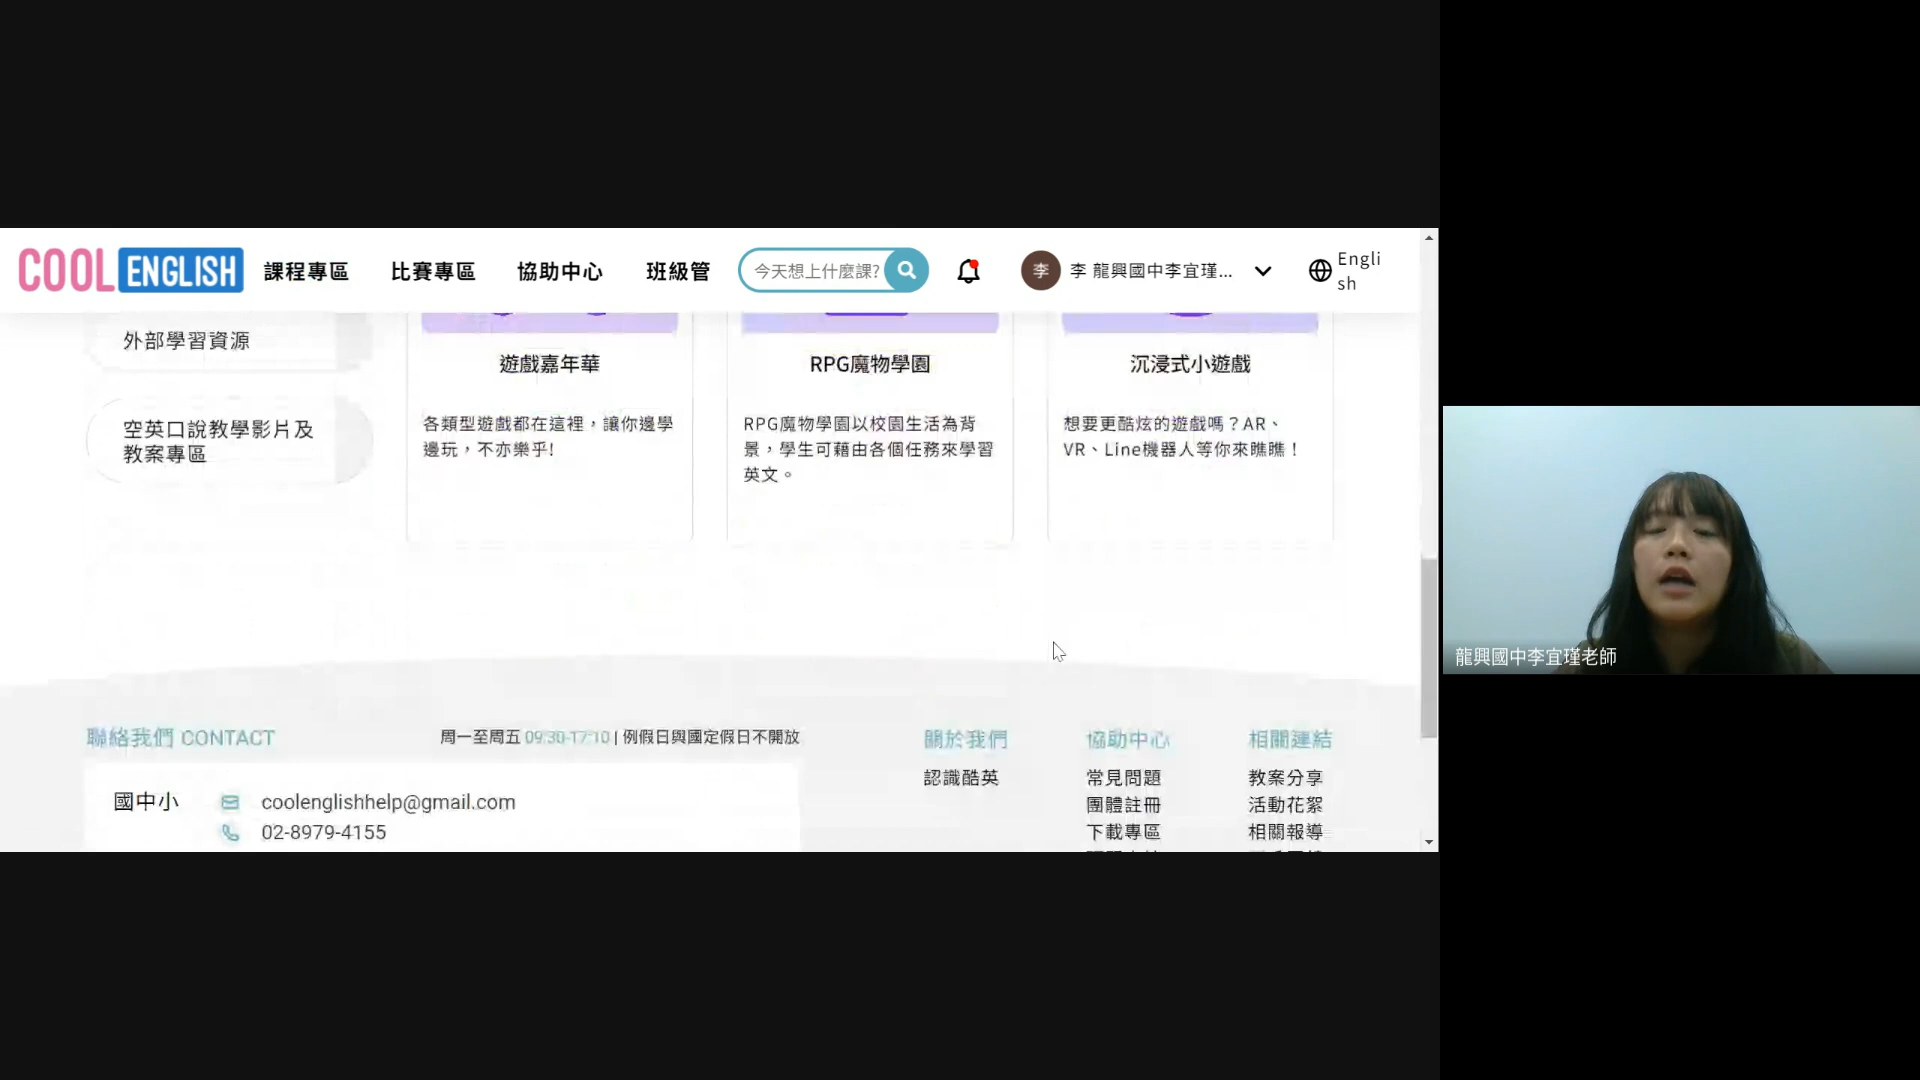 COOL ENGLISH 課程專區 比賽專區 協助中心 班級管 今天想上什麼課? 李 李 龍興國中李宜瑾... Engli
sh
外部學習資源
空英口說教學影片及
教案專區
遊戲嘉年華
各類型遊戲都在這裡，讓你邊學
邊玩，不亦樂乎!
RPG魔物學園
RPG魔物學園以校園生活為背
景，學生可藉由各個任務來學習
英文。
沉浸式小遊戲
想要更酷炫的遊戲嗎？AR、
VR、Line機器人等你來瞧瞧！
龍興國中李宜瑾老師
聯絡我們 CONTACT
周一至周五 09:30-17:10 | 例假日與國定假日不開放
國中小
coolenglishhelp@gmail.com
02-8979-4155
關於我們
認識酷英
協助中心
常見問題
團體註冊
下載專區
相關連結
教案分享
活動花絮
相關報導